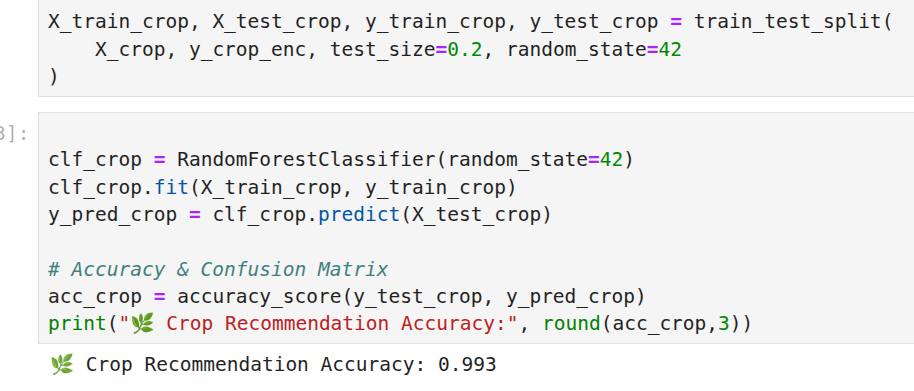 X_train_crop, X_test_crop, y_train_crop, y_test_crop = train_test_split(
    X_crop, y_crop_enc, test_size=0.2, random_state=42
)
3]:
clf_crop = RandomForestClassifier(random_state=42)
clf_crop.fit(X_train_crop, y_train_crop)
y_pred_crop = clf_crop.predict(X_test_crop)
# Accuracy & Confusion Matrix
acc_crop = accuracy_score(y_test_crop, y_pred_crop)
print("🌿 Crop Recommendation Accuracy:", round(acc_crop,3))
🌿 Crop Recommendation Accuracy: 0.993